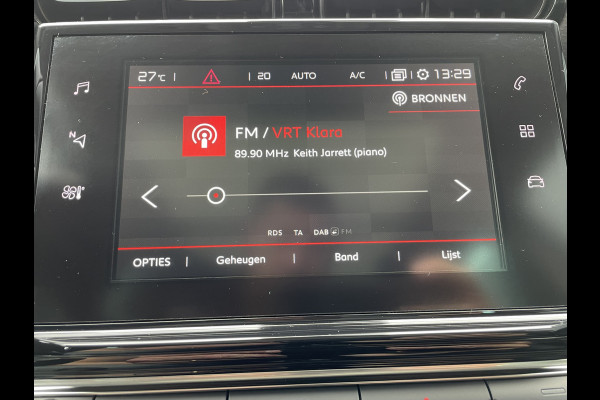 27°C | | 20 AUTO A/C | 13:29
BRONNEN
FM / VRT Klara
89.90 MHz Keith Jarrett (piano)
N
RDS TA DAB FM
OPTIES | Geheugen | Band | Lijst